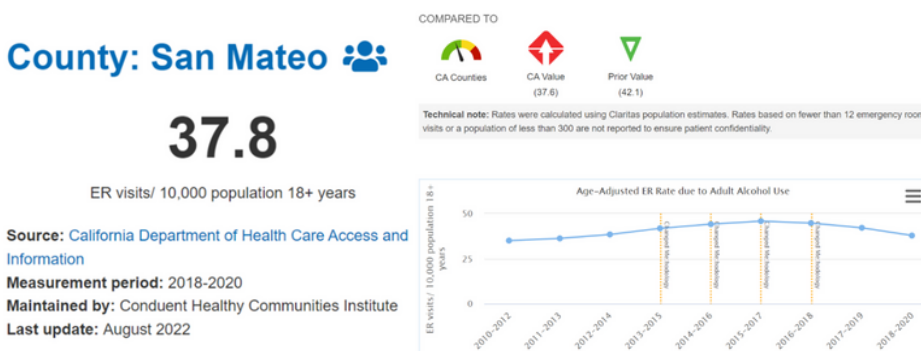 County: San Mateo
37.8
ER visits/ 10,000 population 18+ years
Source: California Department of Health Care Access and
Information
Measurement period: 2018-2020
Maintained by: Conduent Healthy Communities Institute
Last update: August 2022
COMPARED TO
CA Counties
CA Value
(37.6)
Prior Value
(42.1)
Technical note: Rates were calculated using Claritas population estimates. Rates based on fewer than 12 emergency room
visits or a population of less than 300 are not reported to ensure patient confidentiality.
Age-Adjusted ER Rate due to Adult Alcohol Use
ER visits/ 10,000 population 18+
years
50
25
0
Changed Methodology
Changed Methodology
Changed Methodology
Changed Methodology
2010-2012
2011-2013
2012-2014
2013-2015
2014-2016
2015-2017
2016-2018
2017-2019
2018-2020